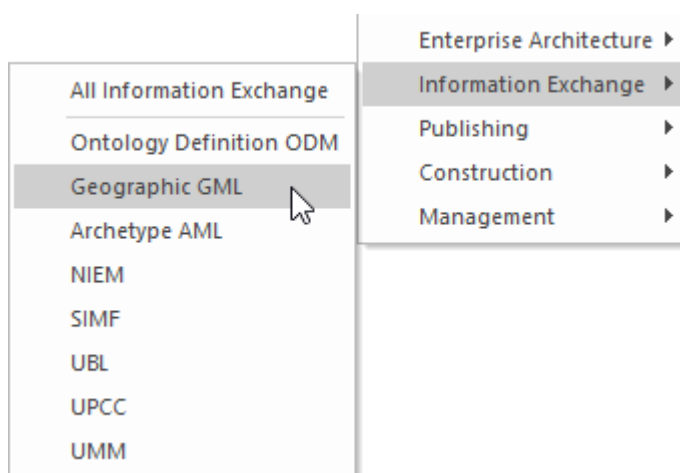 Enterprise Architecture
Information Exchange
Publishing
Construction
Management
All Information Exchange
Ontology Definition ODM
Geographic GML
Archetype AML
NIEM
SIMF
UBL
UPCC
UMM